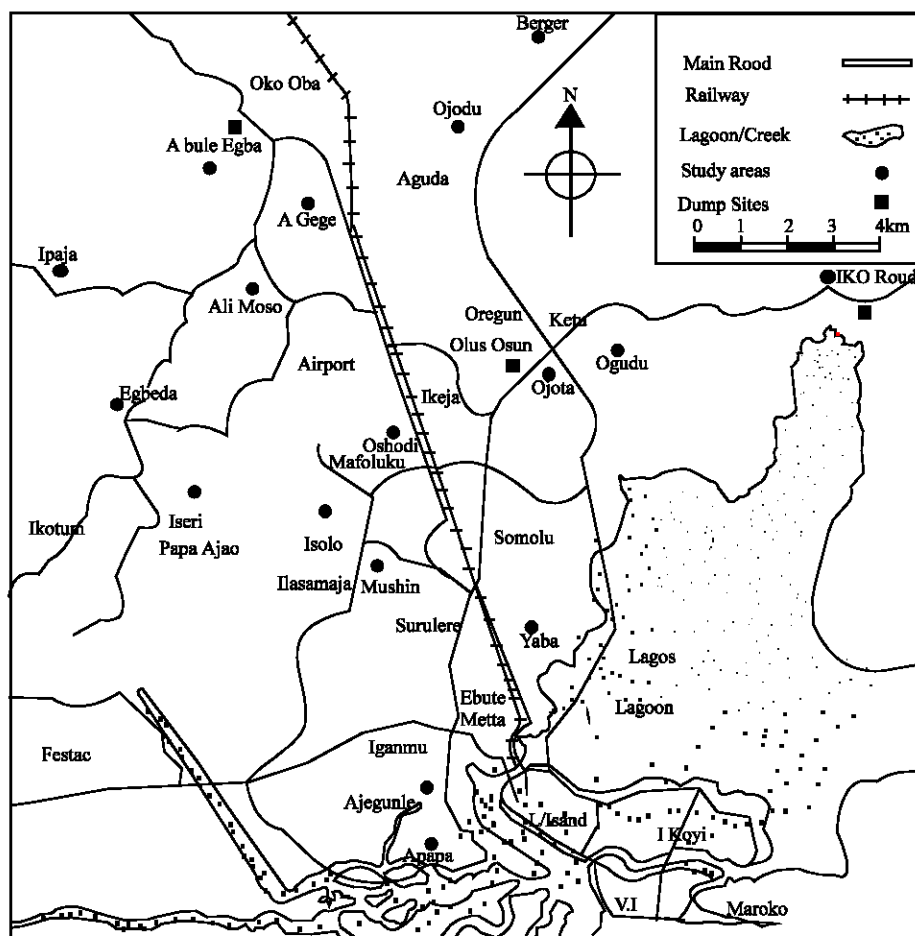 Berger
Oko Oba
Main Rood
Railway
Lagoon/Creek
Study areas
Dump Sites
0 1 2 3 4km
N
Ojodu
A bule Egba
Aguda
A Gege
Ipaja
IKO Roud
Ali Moso
Oregun
Ketu
Olus Osun
Ogudu
Airport
Ojota
Egbeda
Ikeja
Oshodi
Mafoluku
Iseri
Papa Ajao
Isolo
Ikotum
Somolu
Ilasamaja
Mushin
Surulere
Yaba
Lagos
Lagoon
Ebute
Metta
Festac
Iganmu
Ajegunle
L/Isand
I Koyi
Apapa
V.I
Maroko